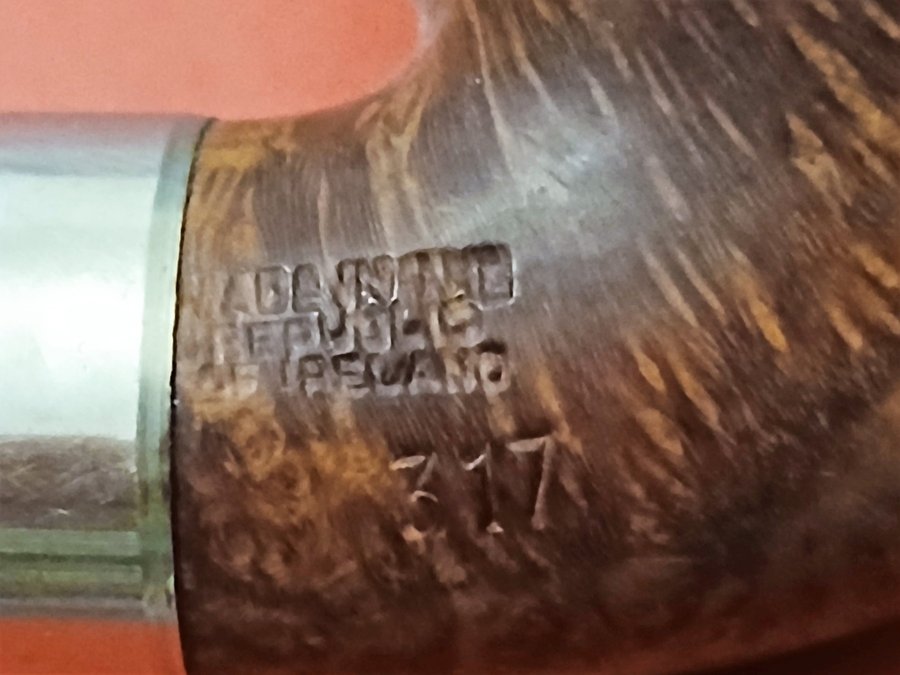 MADE IN THE
REPUBLIC
OF IRELAND
317